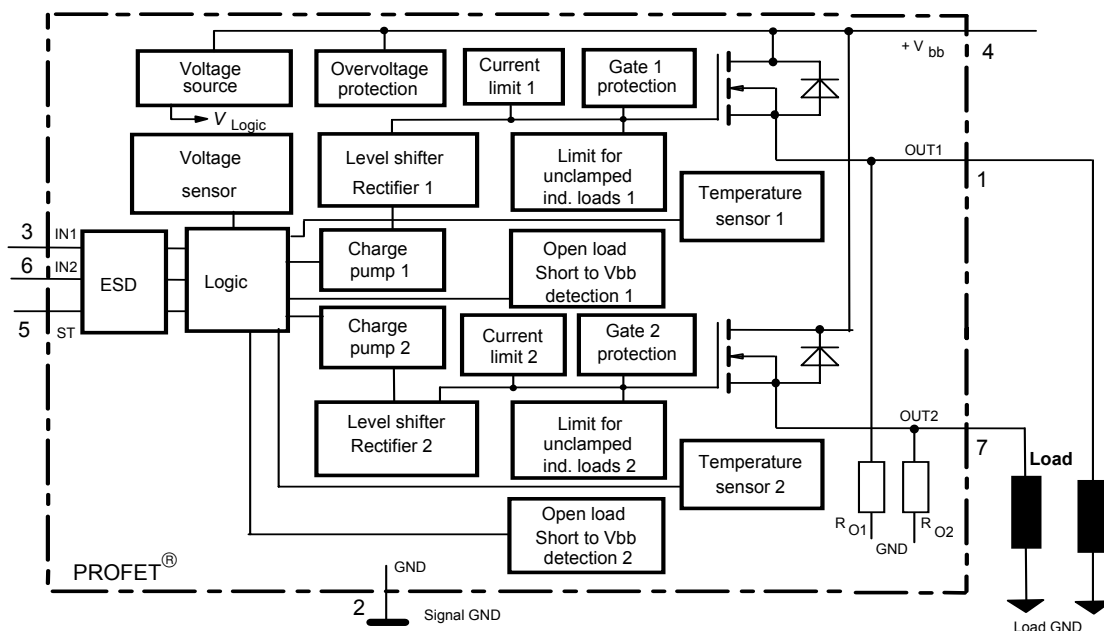 + V bb
4
Voltage
source
Overvoltage
protection
Current
limit 1
Gate 1
protection
V Logic
Voltage
sensor
Level shifter
Rectifier 1
Limit for
unclamped
ind. loads 1
OUT1
1
Temperature
sensor 1
3
IN1
6
IN2
ESD
Logic
Charge
pump 1
Open load
Short to Vbb
detection 1
5
ST
Charge
pump 2
Current
limit 2
Gate 2
protection
Level shifter
Rectifier 2
Limit for
unclamped
ind. loads 2
OUT2
7
Temperature
sensor 2
Load
R O1
GND
R O2
Open load
Short to Vbb
detection 2
PROFET®
GND
2
Signal GND
Load GND